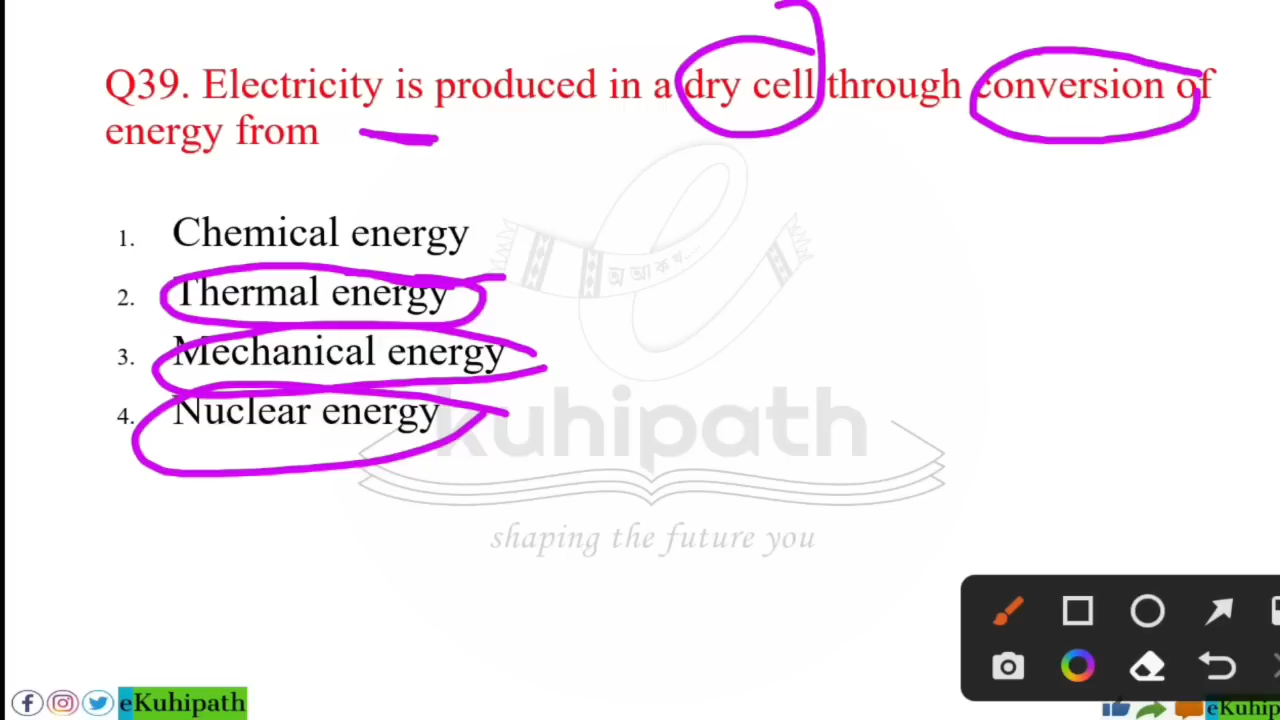 Q39. Electricity is produced in a dry cell through conversion of
energy from
1. Chemical energy
2. Thermal energy
3. Mechanical energy
4. Nuclear energy
অ আ ক খ....
kuhipath
shaping the future you
eKuhipath
eKuhip